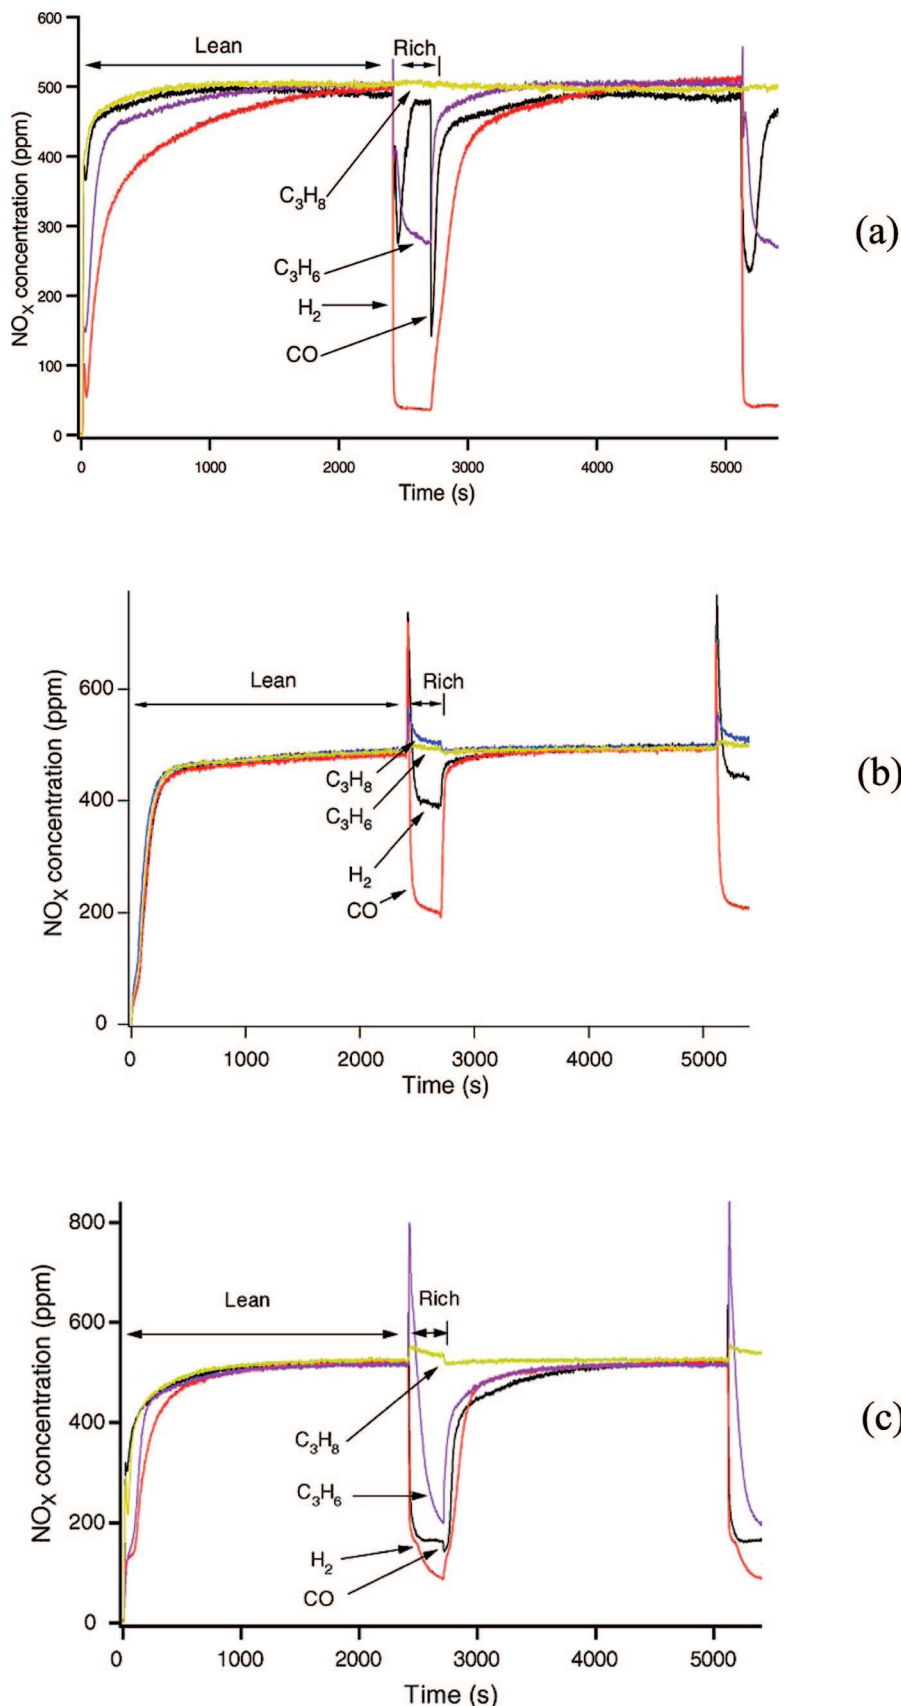 600
500
400
300
200
100
0
NOX concentration (ppm)
Lean
Rich
C3H8
C3H6
H2
CO
0 1000 2000 3000 4000 5000
Time (s)
(a)
600
400
200
0
NOX concentration (ppm)
Lean
Rich
C3H8
C3H6
H2
CO
0 1000 2000 3000 4000 5000
Time (s)
(b)
800
600
400
200
0
NOX concentration (ppm)
Lean
Rich
C3H8
C3H6
H2
CO
0 1000 2000 3000 4000 5000
Time (s)
(c)